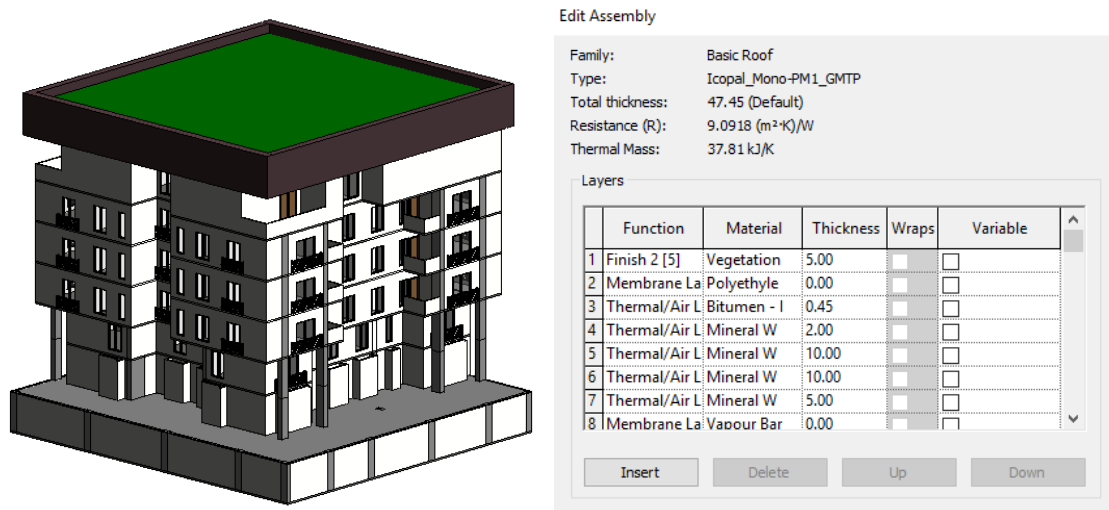 Edit Assembly
Family: Basic Roof
Type: Icopal_Mono-PM1_GMTP
Total thickness: 47.45 (Default)
Resistance (R): 9.0918 (m²·K)/W
Thermal Mass: 37.81 kJ/K
Layers
Function Material Thickness Wraps Variable
1 Finish 2 [5] Vegetation 5.00
2 Membrane La Polyethyle 0.00
3 Thermal/Air L Bitumen - I 0.45
4 Thermal/Air L Mineral W 2.00
5 Thermal/Air L Mineral W 10.00
6 Thermal/Air L Mineral W 10.00
7 Thermal/Air L Mineral W 5.00
8 Membrane La Vapour Bar 0.00
Insert Delete Up Down